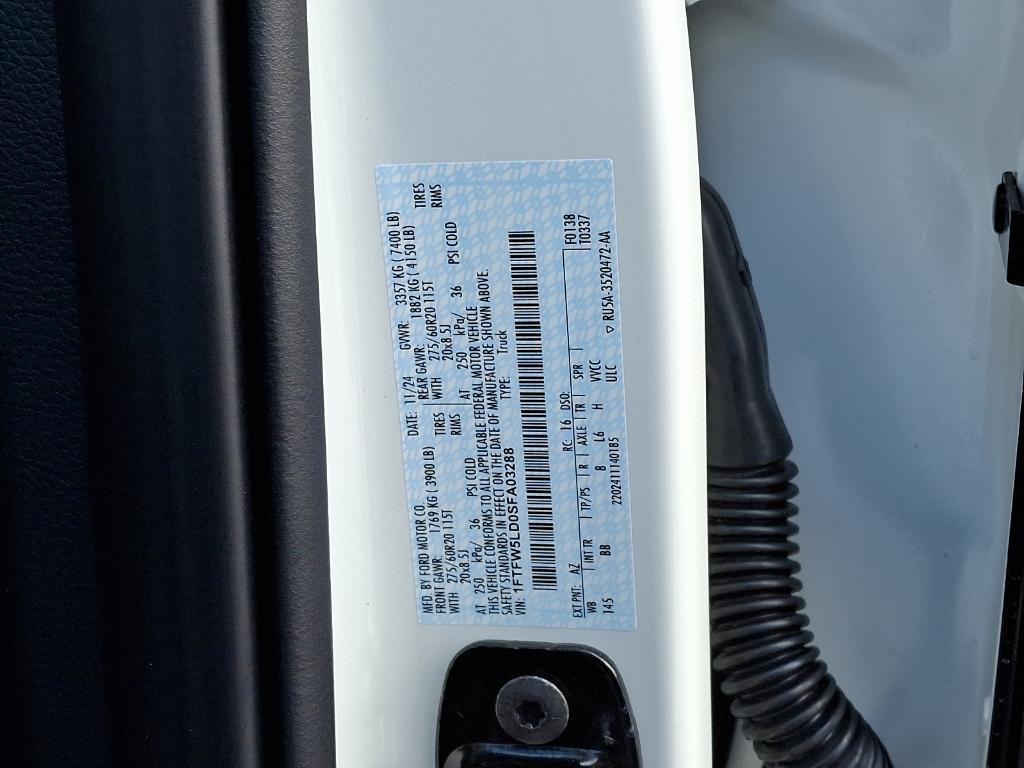 MFD. BY FORD MOTOR CO. DATE: 11/24 GVWR: 3357 KG ( 7400 LB)
FRONT GAWR: 1769 KG ( 3900 LB) REAR GAWR: 1882 KG ( 4150 LB)
WITH 275/60R20 115T TIRES WITH 275/60R20 115T TIRES
20x8.5J RIMS 20x8.5J RIMS
AT 250 kPa/ 36 PSI COLD AT 250 kPa/ 36 PSI COLD
THIS VEHICLE CONFORMS TO ALL APPLICABLE FEDERAL MOTOR VEHICLE
SAFETY STANDARDS IN EFFECT ON THE DATE OF MANUFACTURE SHOWN ABOVE.
VIN: 1FTFW5LD0SFA03288 TYPE: Truck
F0138
T0337
EXT PNT: AZ RC 16 DSO:
WB INT TR TP/PS R AXLE TR SPR
145 BB 8 L6 H VYCC
2202411140185 ULC
▽ RU5A-3520472-AA